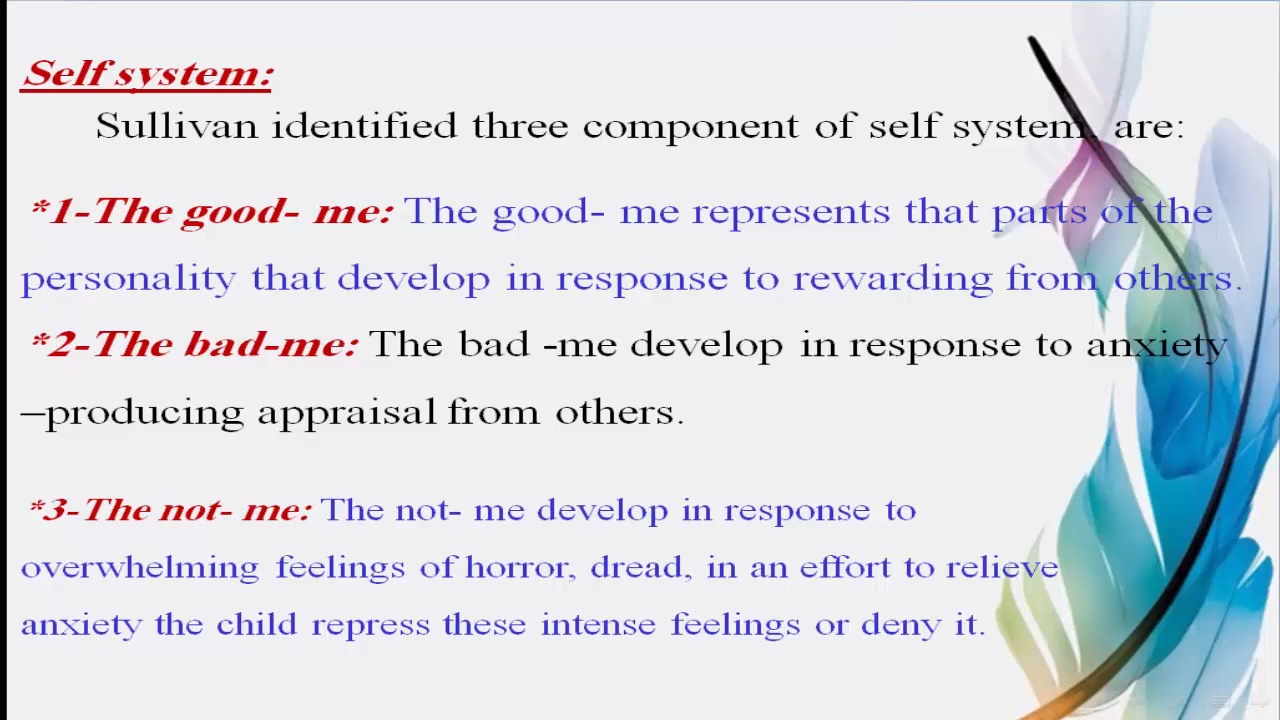 Self system:
Sullivan identified three component of self system, are:
*1-The good- me: The good- me represents that parts of the
personality that develop in response to rewarding from others.
*2-The bad-me: The bad -me develop in response to anxiety
–producing appraisal from others.
*3-The not- me: The not- me develop in response to
overwhelming feelings of horror, dread, in an effort to relieve
anxiety the child repress these intense feelings or deny it.